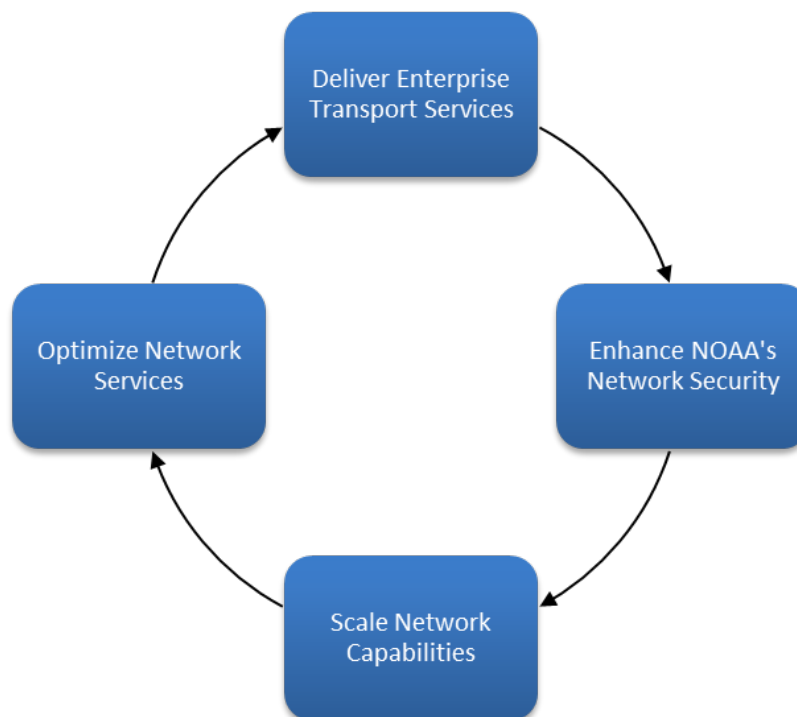 Deliver Enterprise
Transport Services
Enhance NOAA's
Network Security
Scale Network
Capabilities
Optimize Network
Services